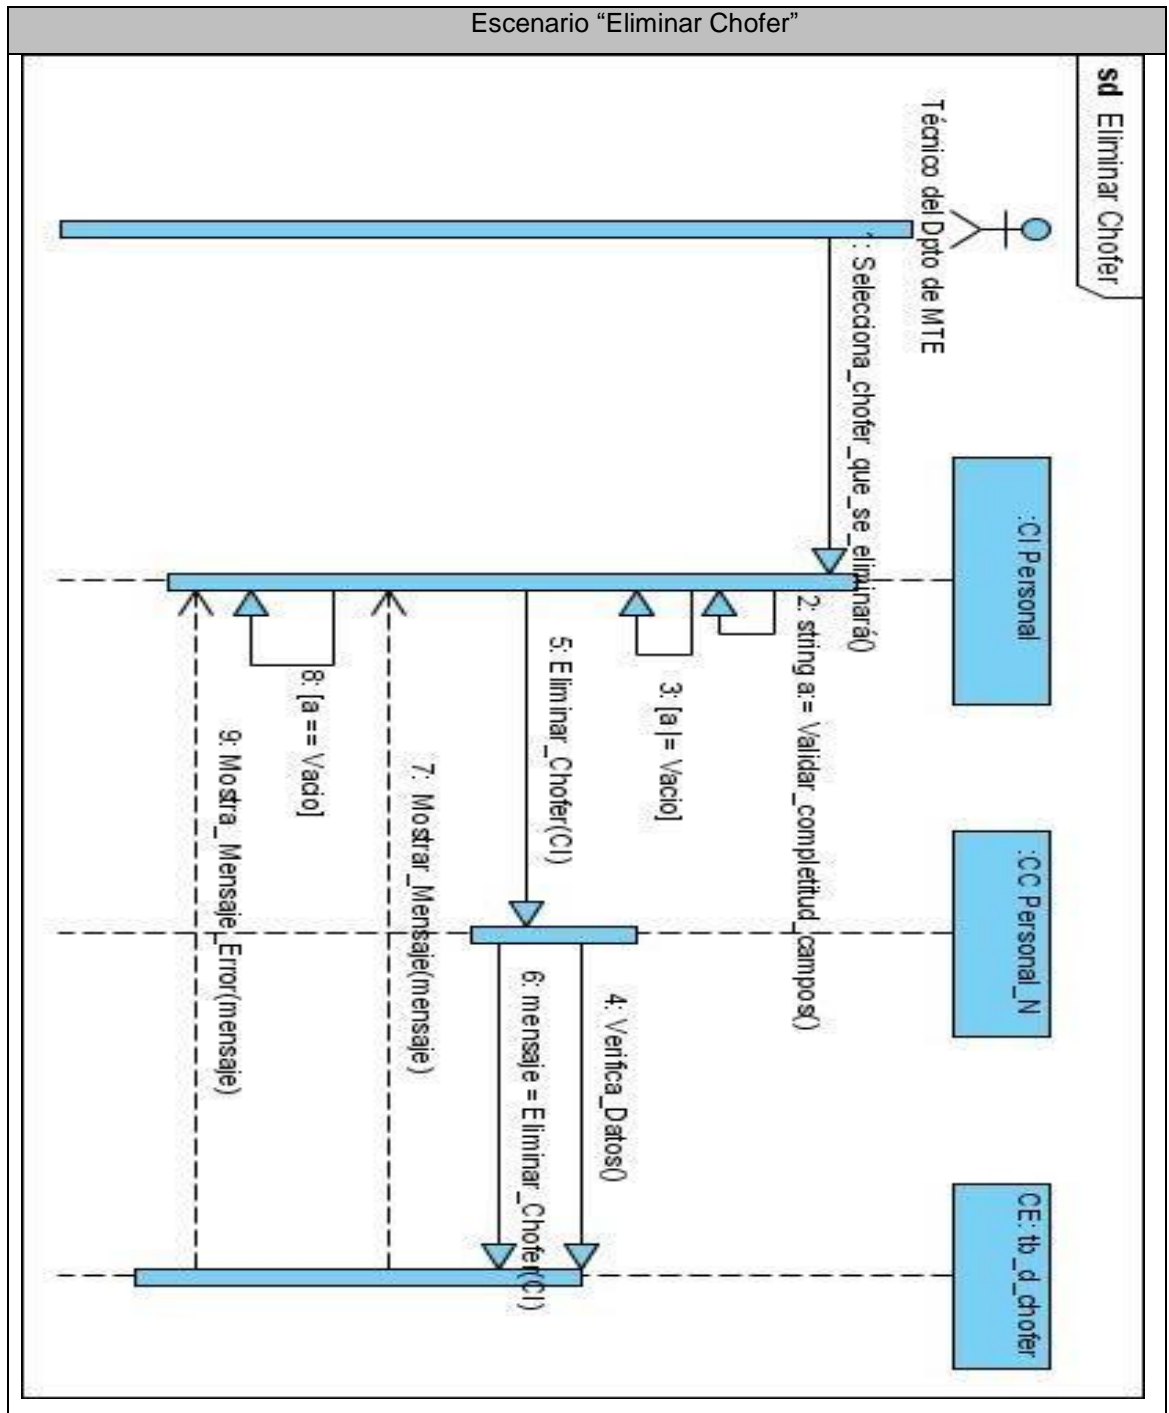 Escenario “Eliminar Chofer”
sd Eliminar Chofer
Técnico del Dpto de MTE
:CI Personal
:CC Personal_N
CE: tb_d_chofer
: Selecciona_chofer_que_se_eliminará()
2: string a:= Validar_completitud_campos()
3: [a != Vacio]
4: Verifica_Datos()
5: Eliminar_Chofer(CI)
6: mensaje = Eliminar_Chofer(CI)
7: Mostrar_Mensaje(mensaje)
8: [a == Vacio]
9: Mostra_Mensaje_Error(mensaje)